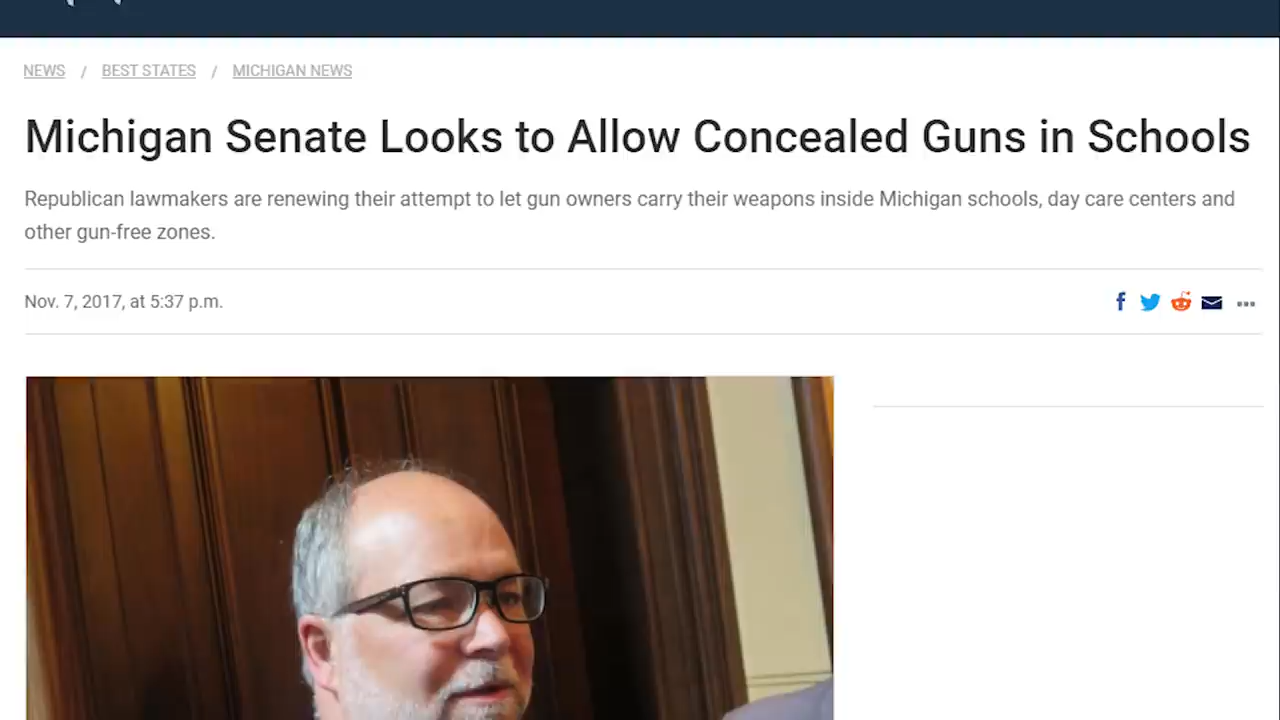 NEWS / BEST STATES / MICHIGAN NEWS
Michigan Senate Looks to Allow Concealed Guns in Schools
Republican lawmakers are renewing their attempt to let gun owners carry their weapons inside Michigan schools, day care centers and
other gun-free zones.
Nov. 7, 2017, at 5:37 p.m.